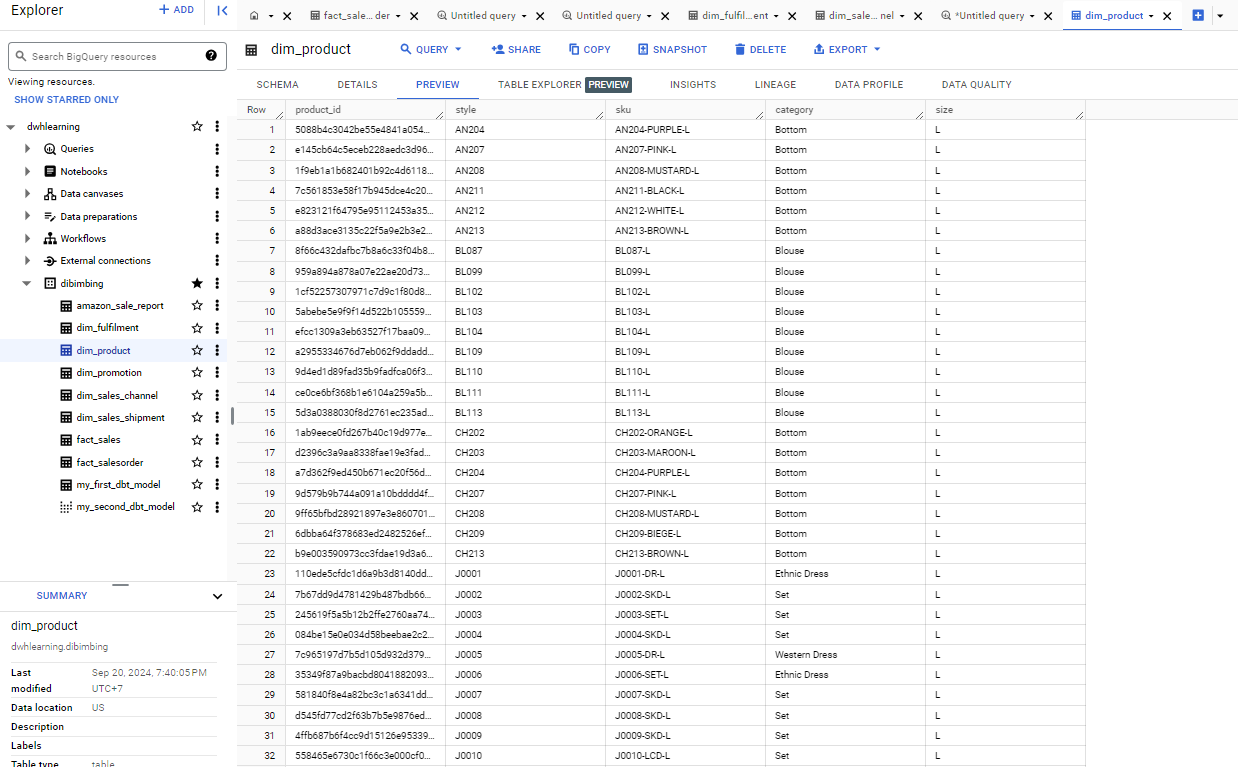 Explorer
+ ADD
fact_sale... der
Untitled query
Untitled query
dim_fulfil...ent
dim_sale... nel
*Untitled query
dim_product
Search BigQuery resources
Viewing resources.
SHOW STARRED ONLY
dwhlearning
Queries
Notebooks
Data canvases
Data preparations
Workflows
External connections
dibimbing
amazon_sale_report
dim_fulfilment
dim_product
dim_promotion
dim_sales_channel
dim_sales_shipment
fact_sales
fact_salesorder
my_first_dbt_model
my_second_dbt_model
SUMMARY
dim_product
dwhlearning.dibimbing
Last modified Sep 20, 2024, 7:40:05 PM UTC+7
Data location US
Description
Labels
Table type table
dim_product QUERY SHARE COPY SNAPSHOT DELETE EXPORT
SCHEMA DETAILS PREVIEW TABLE EXPLORER PREVIEW INSIGHTS LINEAGE DATA PROFILE DATA QUALITY
Row product_id style sku category size
1 5088b4c3042be55e4841a054... AN204 AN204-PURPLE-L Bottom L
2 e145cb64c5eceb228aedc3d96... AN207 AN207-PINK-L Bottom L
3 1f9eb1a1b682401b92c4d6118... AN208 AN208-MUSTARD-L Bottom L
4 7c561853e58f17b945dce4c20... AN211 AN211-BLACK-L Bottom L
5 e823121f64795e95112453a35... AN212 AN212-WHITE-L Bottom L
6 a88d3ace3135c22f5a9e2b3e2... AN213 AN213-BROWN-L Bottom L
7 8f66c432dafbc7b8a6c33f04b8... BL087 BL087-L Blouse L
8 959a894a878a07e22ae20d73... BL099 BL099-L Blouse L
9 1cf52257307971c7d9c1f80d8... BL102 BL102-L Blouse L
10 5abebe5e9f9f14d522b105559... BL103 BL103-L Blouse L
11 efcc1309a3eb63527f17baa09... BL104 BL104-L Blouse L
12 a2955334676d7eb062f9ddadd... BL109 BL109-L Blouse L
13 9d4ed1d89fad35b9fadfca06f3... BL110 BL110-L Blouse L
14 ce0ce6bf368b1e6104a259a5b... BL111 BL111-L Blouse L
15 5d3a0388030f8d2761ec235ad... BL113 BL113-L Blouse L
16 1ab9eece0fd267b40c19d977e... CH202 CH202-ORANGE-L Bottom L
17 d2396c3a9aa8338fae19e3fad... CH203 CH203-MAROON-L Bottom L
18 a7d362f9ed450b671ec20f56d... CH204 CH204-PURPLE-L Bottom L
19 9d579b9b744a091a10bdddd4f... CH207 CH207-PINK-L Bottom L
20 9ff65bfbd28921897e3e860701... CH208 CH208-MUSTARD-L Bottom L
21 6dbba64f378683ed2482526ef... CH209 CH209-BIEGE-L Bottom L
22 b9e003590973cc3fdae19d3a6... CH213 CH213-BROWN-L Bottom L
23 110ede5cfdc1d6a9b3d8140dd... J0001 J0001-DR-L Ethnic Dress L
24 7b67dd9d4781429b487bdb66... J0002 J0002-SKD-L Set L
25 245619f5a5b12b2ffe2760aa74... J0003 J0003-SET-L Set L
26 084be15e0e034d58beebae2c2... J0004 J0004-SKD-L Set L
27 7c965197d7b5d105d932d379... J0005 J0005-DR-L Western Dress L
28 35349f87a9bacbd8041882093... J0006 J0006-SET-L Ethnic Dress L
29 581840f8e4a82bc3c1a6341dd... J0007 J0007-SKD-L Set L
30 d545fd77cd2f63b7b5e9876ed... J0008 J0008-SKD-L Set L
31 4ffb687b6f4cc9d15126e95339... J0009 J0009-SKD-L Set L
32 558465e6730c1f66c3e000cf0... J0010 J0010-LCD-L Set L